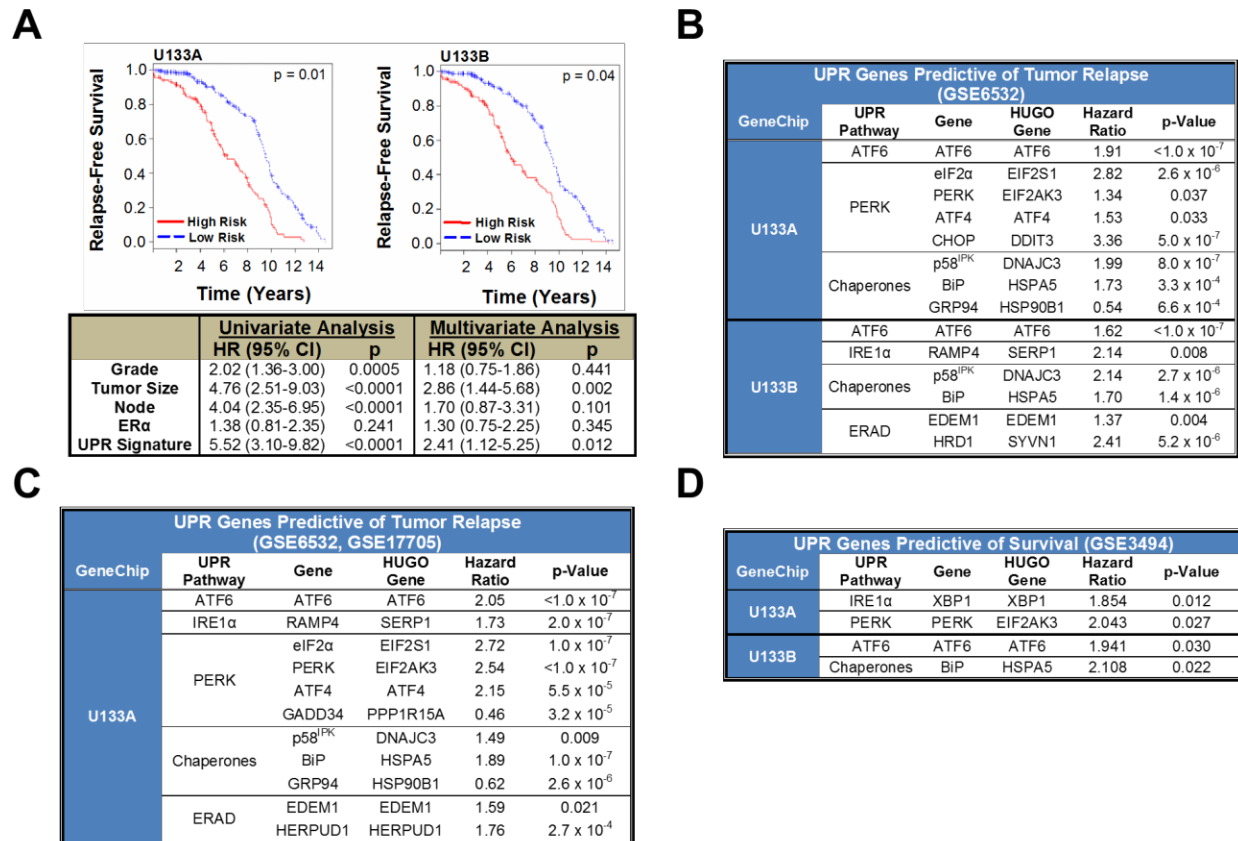 A
U133A
p = 0.01
Relapse-Free Survival
1.0
0.8
0.6
0.4
0.2
0.0
High Risk
Low Risk
2 4 6 8 10 12 14
Time (Years)
U133B
p = 0.04
Relapse-Free Survival
1.0
0.8
0.6
0.4
0.2
0.0
High Risk
Low Risk
2 4 6 8 10 12 14
Time (Years)
Univariate Analysis Multivariate Analysis
HR (95% CI) p HR (95% CI) p
Grade 2.02 (1.36-3.00) 0.0005 1.18 (0.75-1.86) 0.441
Tumor Size 4.76 (2.51-9.03) <0.0001 2.86 (1.44-5.68) 0.002
Node 4.04 (2.35-6.95) <0.0001 1.70 (0.87-3.31) 0.101
ERα 1.38 (0.81-2.35) 0.241 1.30 (0.75-2.25) 0.345
UPR Signature 5.52 (3.10-9.82) <0.0001 2.41 (1.12-5.25) 0.012
B
UPR Genes Predictive of Tumor Relapse
(GSE6532)
GeneChip UPR Pathway Gene HUGO Gene Hazard Ratio p-Value
U133A
ATF6 ATF6 ATF6 1.91 <1.0 x 10⁻⁷
PERK
eIF2α EIF2S1 2.82 2.6 x 10⁻⁶
PERK EIF2AK3 1.34 0.037
ATF4 ATF4 1.53 0.033
CHOP DDIT3 3.36 5.0 x 10⁻⁷
Chaperones
p58ᴵᴾᴷ DNAJC3 1.99 8.0 x 10⁻⁷
BiP HSPA5 1.73 3.3 x 10⁻⁴
GRP94 HSP90B1 0.54 6.6 x 10⁻⁴
U133B
ATF6 ATF6 ATF6 1.62 <1.0 x 10⁻⁷
IRE1α RAMP4 SERP1 2.14 0.008
Chaperones
p58ᴵᴾᴷ DNAJC3 2.14 2.7 x 10⁻⁶
BiP HSPA5 1.70 1.4 x 10⁻⁶
ERAD
EDEM1 EDEM1 1.37 0.004
HRD1 SYVN1 2.41 5.2 x 10⁻⁶
C
UPR Genes Predictive of Tumor Relapse
(GSE6532, GSE17705)
GeneChip UPR Pathway Gene HUGO Gene Hazard Ratio p-Value
U133A
ATF6 ATF6 ATF6 2.05 <1.0 x 10⁻⁷
IRE1α RAMP4 SERP1 1.73 2.0 x 10⁻⁷
PERK
eIF2α EIF2S1 2.72 1.0 x 10⁻⁷
PERK EIF2AK3 2.54 <1.0 x 10⁻⁷
ATF4 ATF4 2.15 5.5 x 10⁻⁵
GADD34 PPP1R15A 0.46 3.2 x 10⁻⁵
Chaperones
p58ᴵᴾᴷ DNAJC3 1.49 0.009
BiP HSPA5 1.89 1.0 x 10⁻⁷
GRP94 HSP90B1 0.62 2.6 x 10⁻⁶
ERAD
EDEM1 EDEM1 1.59 0.021
HERPUD1 HERPUD1 1.76 2.7 x 10⁻⁴
D
UPR Genes Predictive of Survival (GSE3494)
GeneChip UPR Pathway Gene HUGO Gene Hazard Ratio p-Value
U133A
IRE1α XBP1 XBP1 1.854 0.012
PERK PERK EIF2AK3 2.043 0.027
U133B
ATF6 ATF6 ATF6 1.941 0.030
Chaperones BiP HSPA5 2.108 0.022